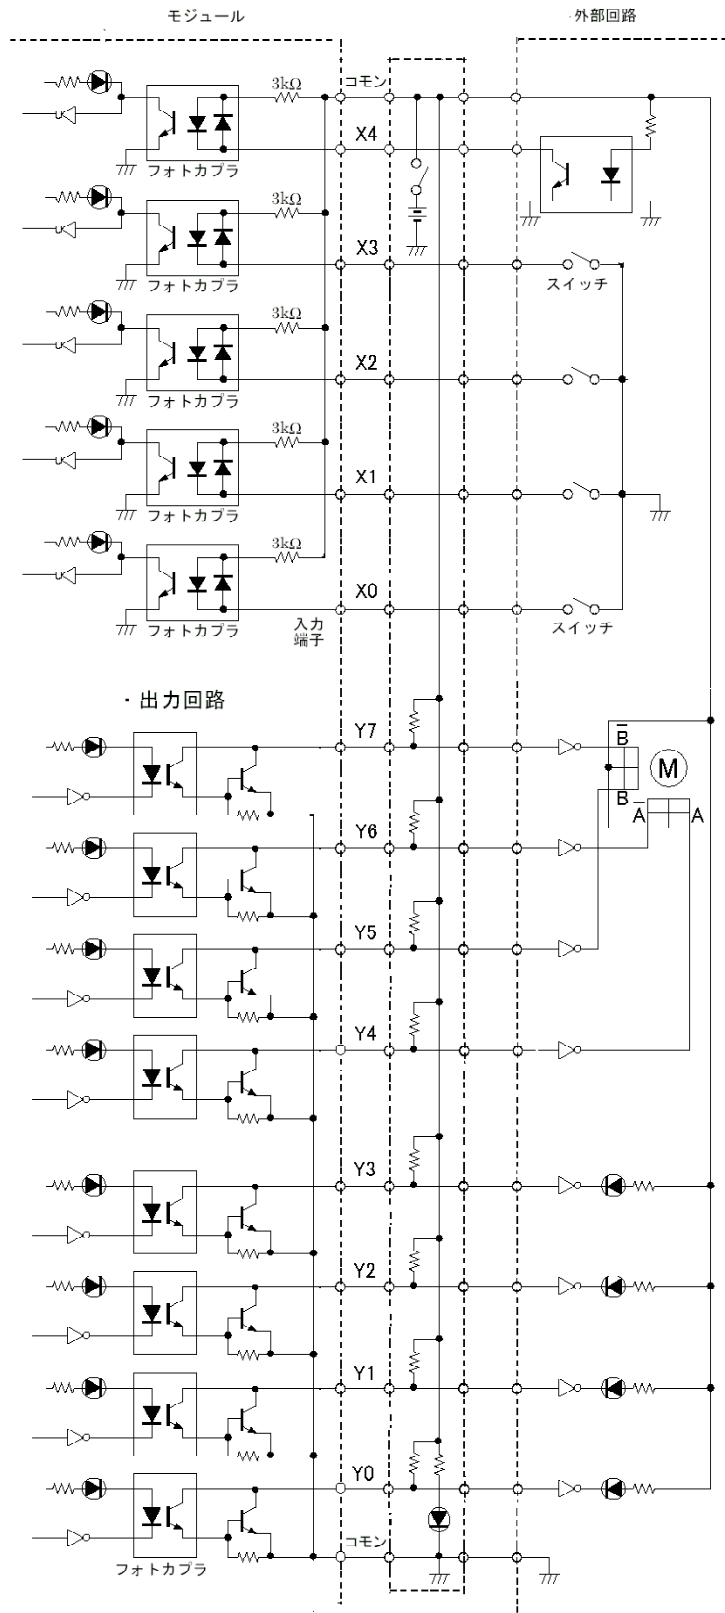 モジュール
・外部回路
3kΩ
コモン
X4
フォトカプラ
3kΩ
X3
スイッチ
フォトカプラ
3kΩ
X2
フォトカプラ
3kΩ
X1
フォトカプラ
3kΩ
X0
入力
端子
スイッチ
フォトカプラ
・出力回路
Y7
B
M
B
A
A
Y6
Y5
Y4
Y3
Y2
Y1
Y0
コモン
フォトカプラ